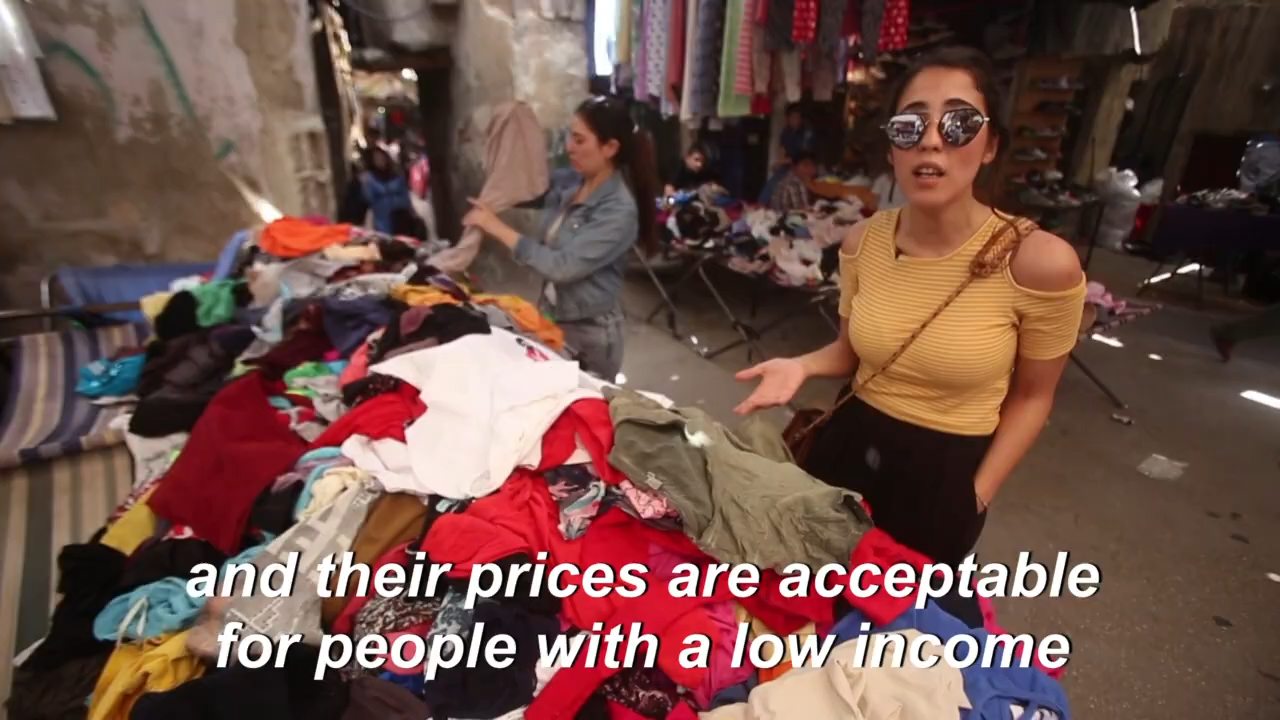 and their prices are acceptable
for people with a low income